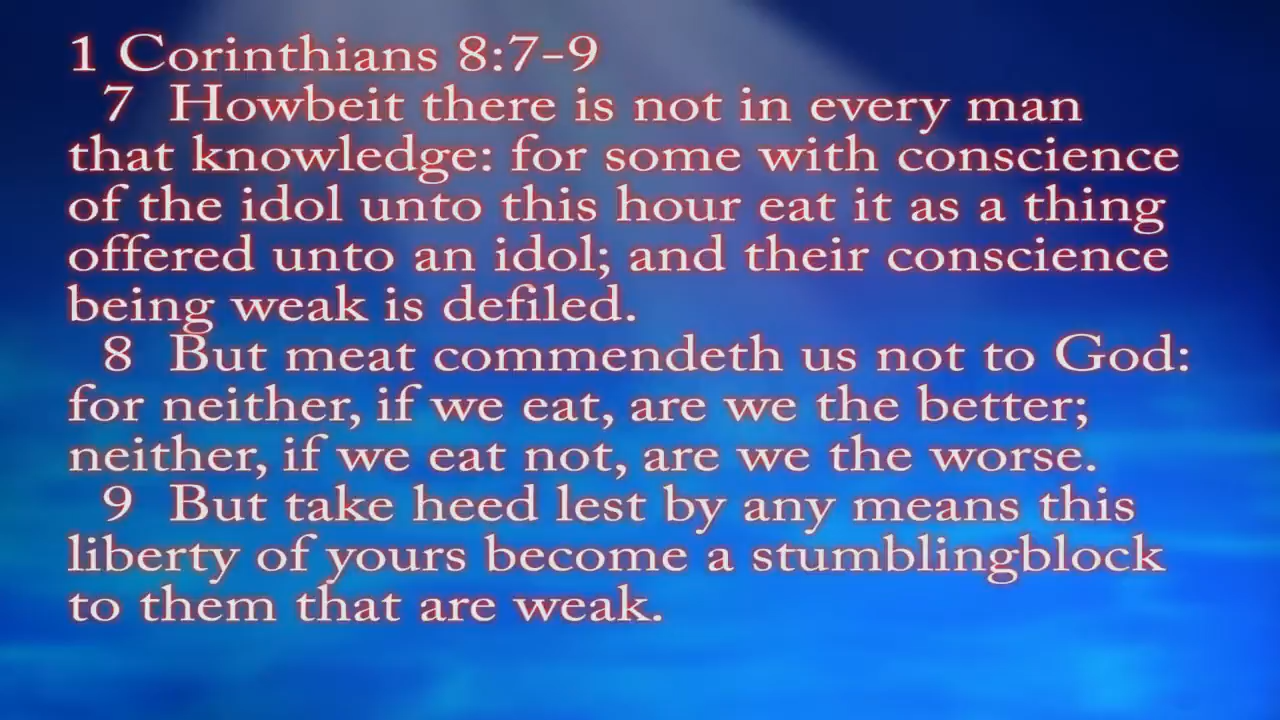 1 Corinthians 8:7-9
7 Howbeit there is not in every man
that knowledge: for some with conscience
of the idol unto this hour eat it as a thing
offered unto an idol; and their conscience
being weak is defiled.
8 But meat commendeth us not to God:
for neither, if we eat, are we the better;
neither, if we eat not, are we the worse.
9 But take heed lest by any means this
liberty of yours become a stumblingblock
to them that are weak.